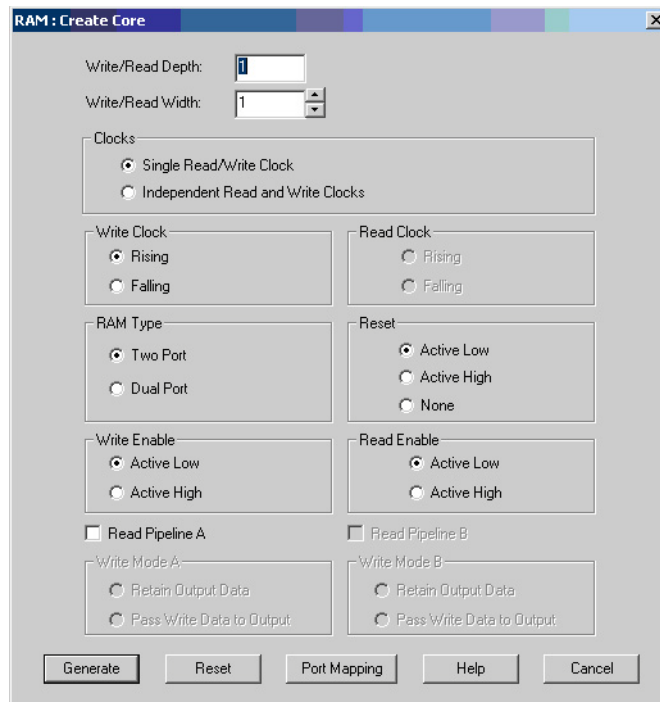 RAM : Create Core
Write/Read Depth: 1
Write/Read Width: 1
Clocks
Single Read/Write Clock
Independent Read and Write Clocks
Write Clock Read Clock
Rising Rising
Falling Falling
RAM Type Reset
Two Port Active Low
Dual Port Active High
None
Write Enable Read Enable
Active Low Active Low
Active High Active High
Read Pipeline A Read Pipeline B
Write Mode A Write Mode B
Retain Output Data Retain Output Data
Pass Write Data to Output Pass Write Data to Output
Generate Reset Port Mapping Help Cancel